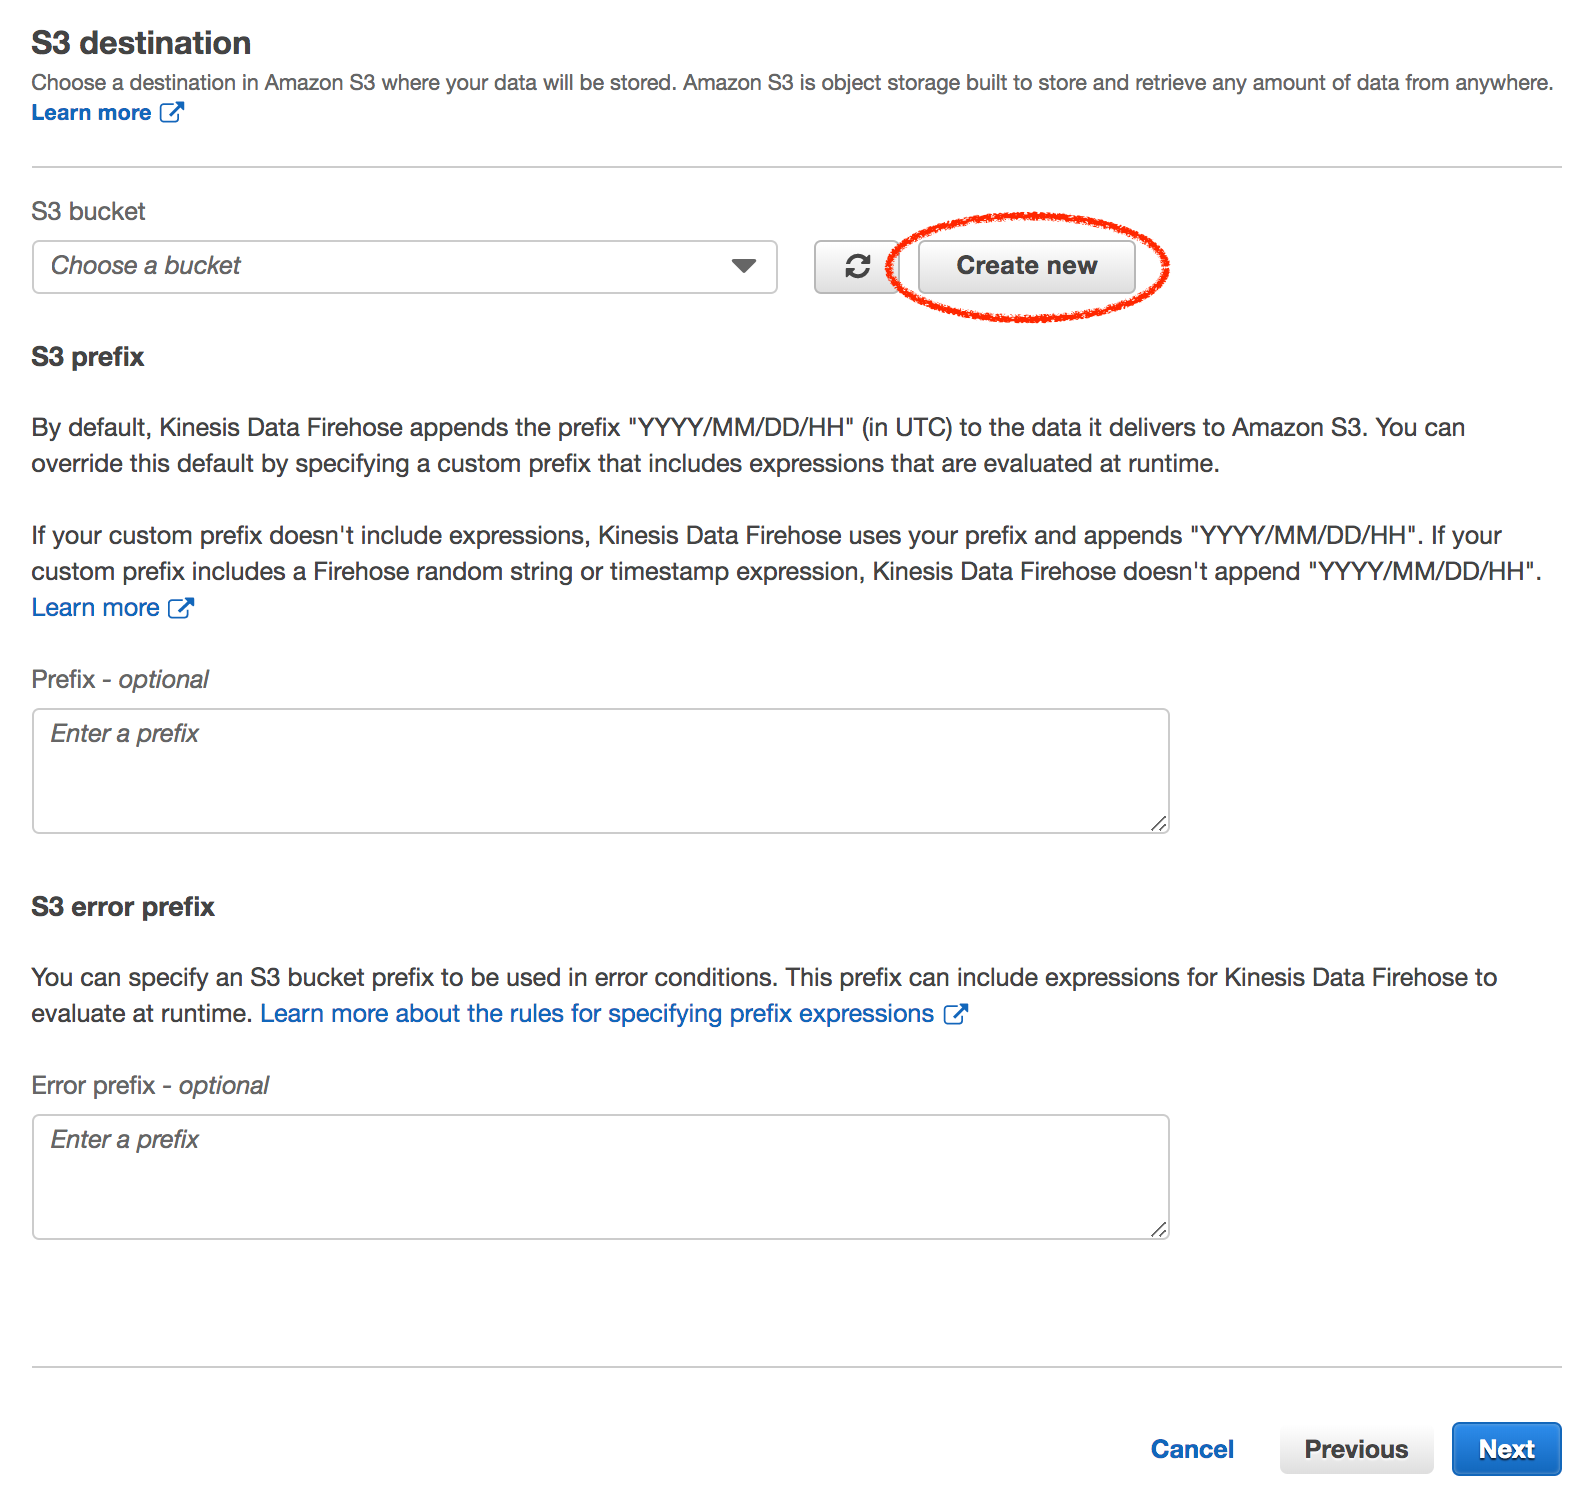 S3 destination
Choose a destination in Amazon S3 where your data will be stored. Amazon S3 is object storage built to store and retrieve any amount of data from anywhere.
Learn more
S3 bucket
Choose a bucket
Create new
S3 prefix
By default, Kinesis Data Firehose appends the prefix "YYYY/MM/DD/HH" (in UTC) to the data it delivers to Amazon S3. You can
override this default by specifying a custom prefix that includes expressions that are evaluated at runtime.
If your custom prefix doesn't include expressions, Kinesis Data Firehose uses your prefix and appends "YYYY/MM/DD/HH". If your
custom prefix includes a Firehose random string or timestamp expression, Kinesis Data Firehose doesn't append "YYYY/MM/DD/HH".
Learn more
Prefix - optional
Enter a prefix
S3 error prefix
You can specify an S3 bucket prefix to be used in error conditions. This prefix can include expressions for Kinesis Data Firehose to
evaluate at runtime. Learn more about the rules for specifying prefix expressions
Error prefix - optional
Enter a prefix
Cancel Previous Next